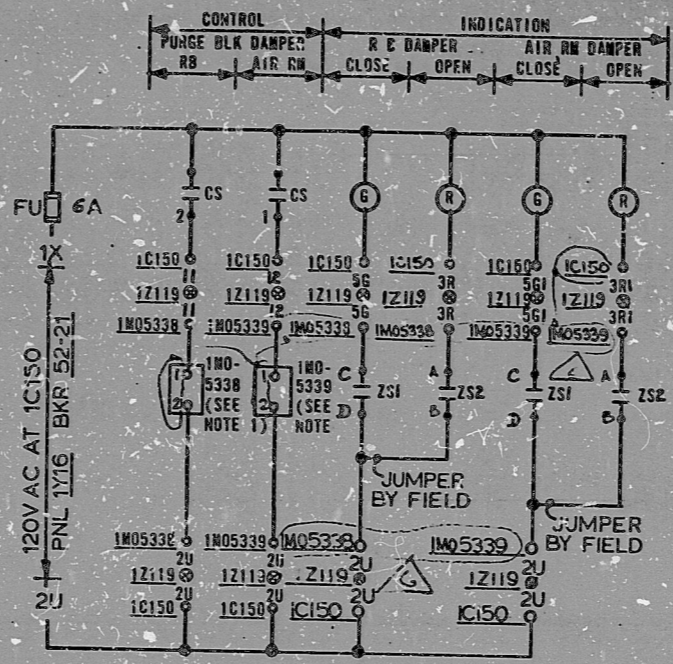 CONTROL
INDICATION
PURGE BLK DAMPER
R B DAMPER
AIR RM DAMPER
RB
AIR RM
CLOSE
OPEN
CLOSE
OPEN
FU 6A
CS
2
CS
1
G
R
G
R
1X
1C150
1C150
1C150
1C150
1C150
1C150
11
12
5G
3R
5G1
3R1
1Z119
1Z119
1Z119
1Z119
1Z119
1Z119
11
12
5G
3R
5G1
3R1
1M05338
1M05339
1M05338
1M05339
1M05339
1
2
1MO-
5338
(SEE
NOTE 1)
1
2
1MO-
5339
(SEE
NOTE
C
ZS1
D
A
ZS2
B
C
ZS1
D
A
ZS2
B
JUMPER
BY FIELD
JUMPER
BY FIELD
120V AC AT 1C150
PNL 1Y16 BKR 52-21
2U
1M05338
1M05339
1M05338
1M05339
2U
2U
2U
2U
1Z119
1Z119
1Z119
1Z119
2U
2U
2U
2U
1C150
1C150
1C150
1C150